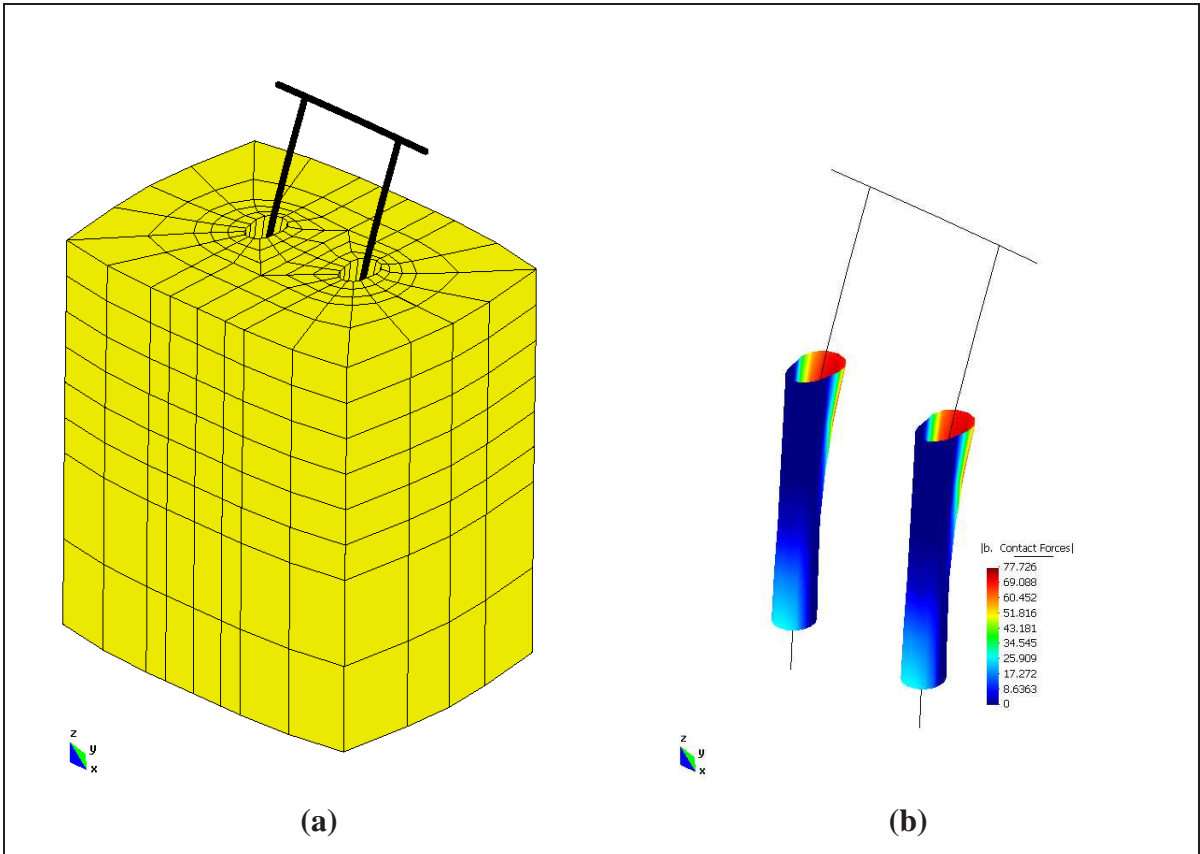 |b. Contact Forces|
77.726
69.088
60.452
51.816
43.181
34.545
25.909
17.272
8.6363
0
z
y
x
z
y
x
(a)
(b)